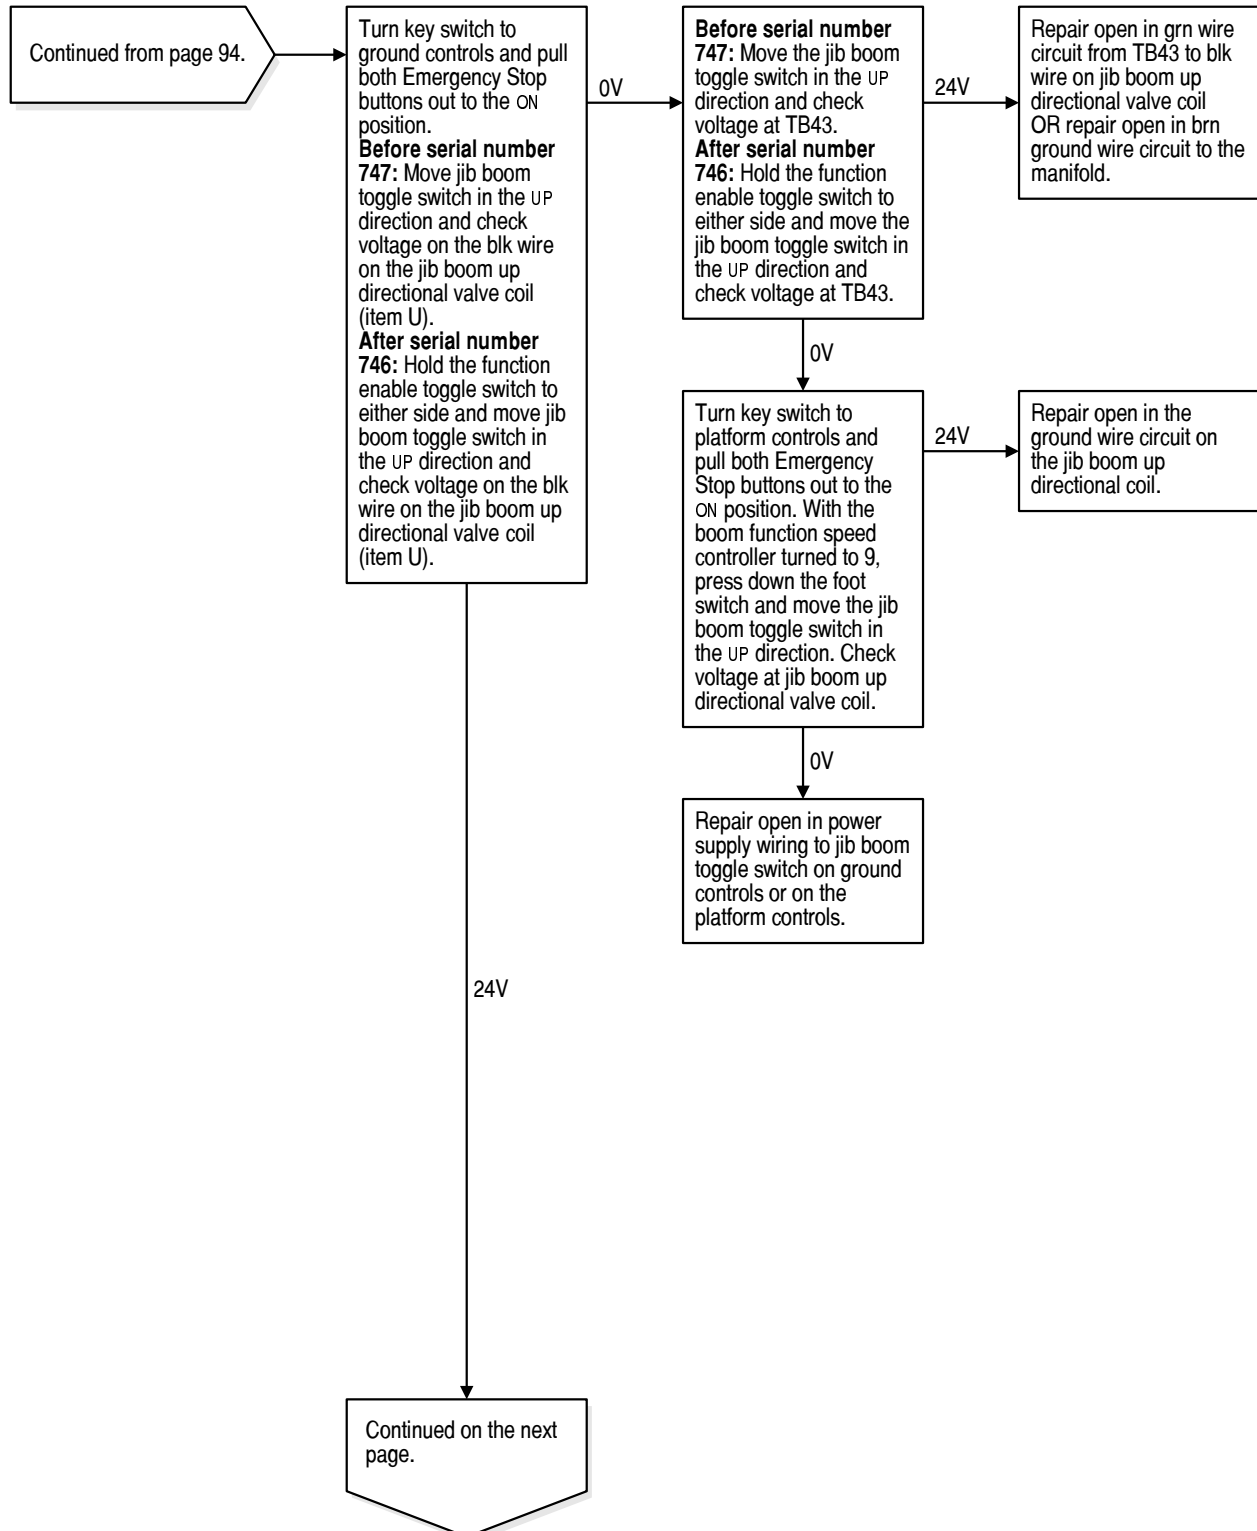 Continued from page 94.
Turn key switch to
ground controls and pull
both Emergency Stop
buttons out to the ON
position.
Before serial number
747: Move jib boom
toggle switch in the UP
direction and check
voltage on the blk wire
on the jib boom up
directional valve coil
(item U).
After serial number
746: Hold the function
enable toggle switch to
either side and move jib
boom toggle switch in
the UP direction and
check voltage on the blk
wire on the jib boom up
directional valve coil
(item U).
0V
Before serial number
747: Move the jib boom
toggle switch in the UP
direction and check
voltage at TB43.
After serial number
746: Hold the function
enable toggle switch to
either side and move the
jib boom toggle switch in
the UP direction and
check voltage at TB43.
24V
Repair open in grn wire
circuit from TB43 to blk
wire on jib boom up
directional valve coil
OR repair open in brn
ground wire circuit to the
manifold.
0V
Turn key switch to
platform controls and
pull both Emergency
Stop buttons out to the
ON position. With the
boom function speed
controller turned to 9,
press down the foot
switch and move the jib
boom toggle switch in
the UP direction. Check
voltage at jib boom up
directional valve coil.
24V
Repair open in the
ground wire circuit on
the jib boom up
directional coil.
0V
Repair open in power
supply wiring to jib boom
toggle switch on ground
controls or on the
platform controls.
24V
Continued on the next
page.